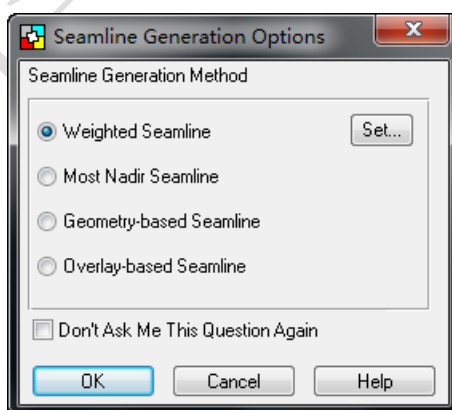 Seamline Generation Options
Seamline Generation Method
Weighted Seamline Set...
Most Nadir Seamline
Geometry-based Seamline
Overlay-based Seamline
Don't Ask Me This Question Again
OK Cancel Help